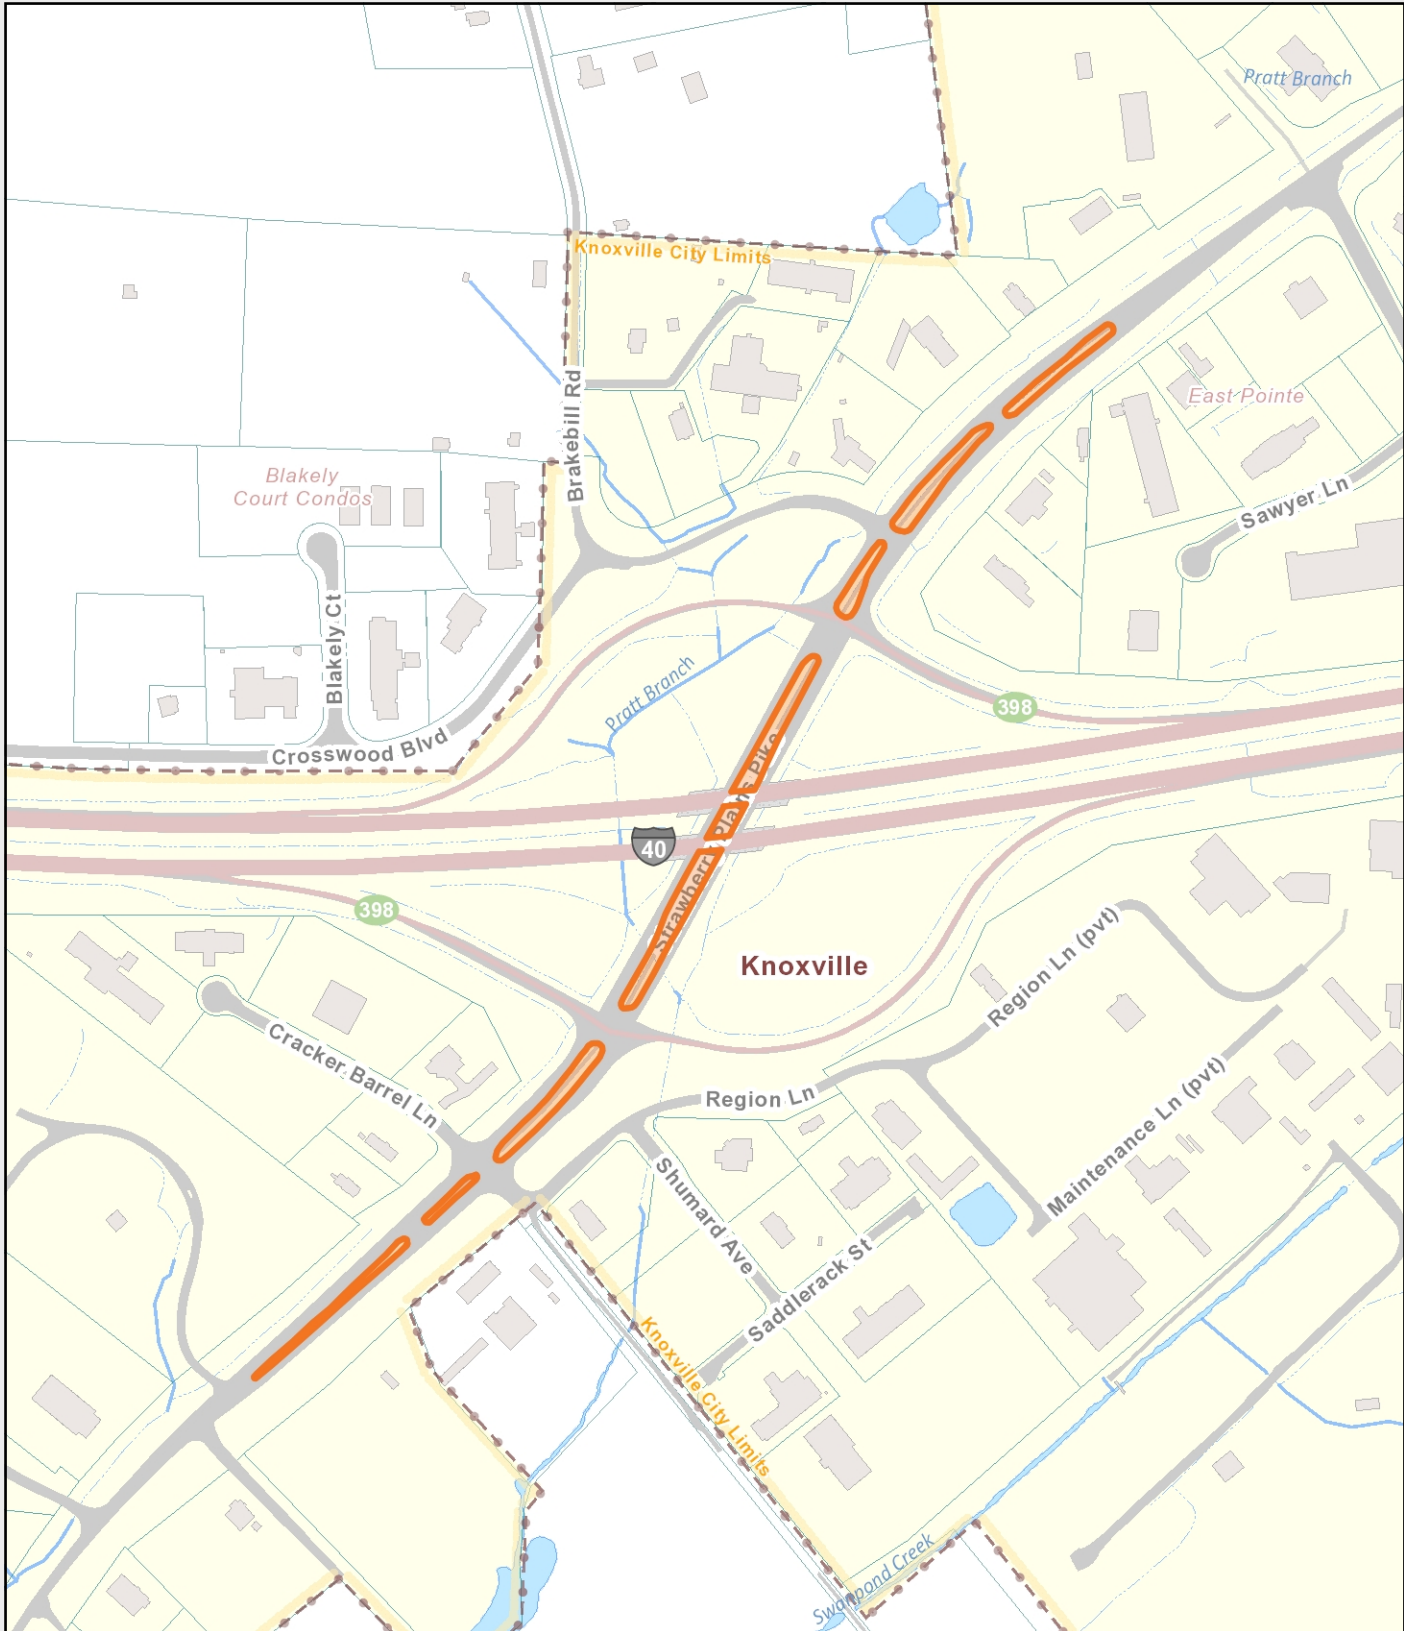 Pratt Branch
Knoxville City Limits
Brakebill Rd
East Pointe
Blakely
Court Condos
Sawyer Ln
Blakely Ct
Pratt Branch
398
Crosswood Blvd
Strawberry Plains Pike
40
398
Knoxville
Region Ln (pvt)
Cracker Barrel Ln
Region Ln
Maintenance Ln (pvt)
Shumard Ave
Saddlerack St
Knoxville City Limits
Swanpond Creek